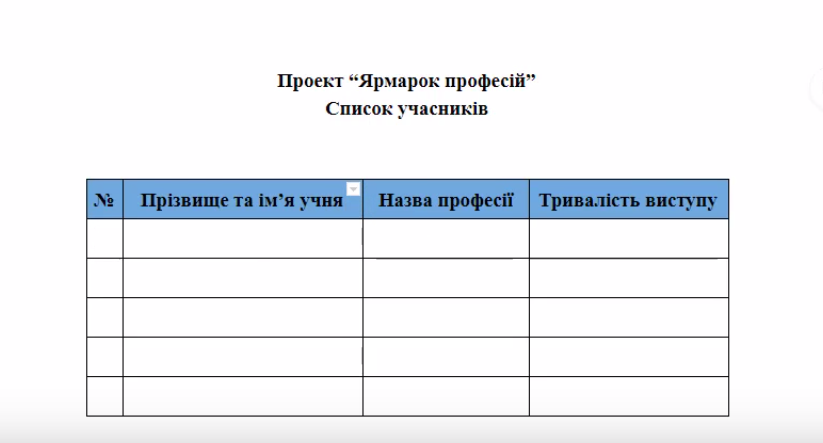 Проект “Ярмарок професій”
Список учасників
№ Прізвище та ім’я учня Назва професії Тривалість виступу